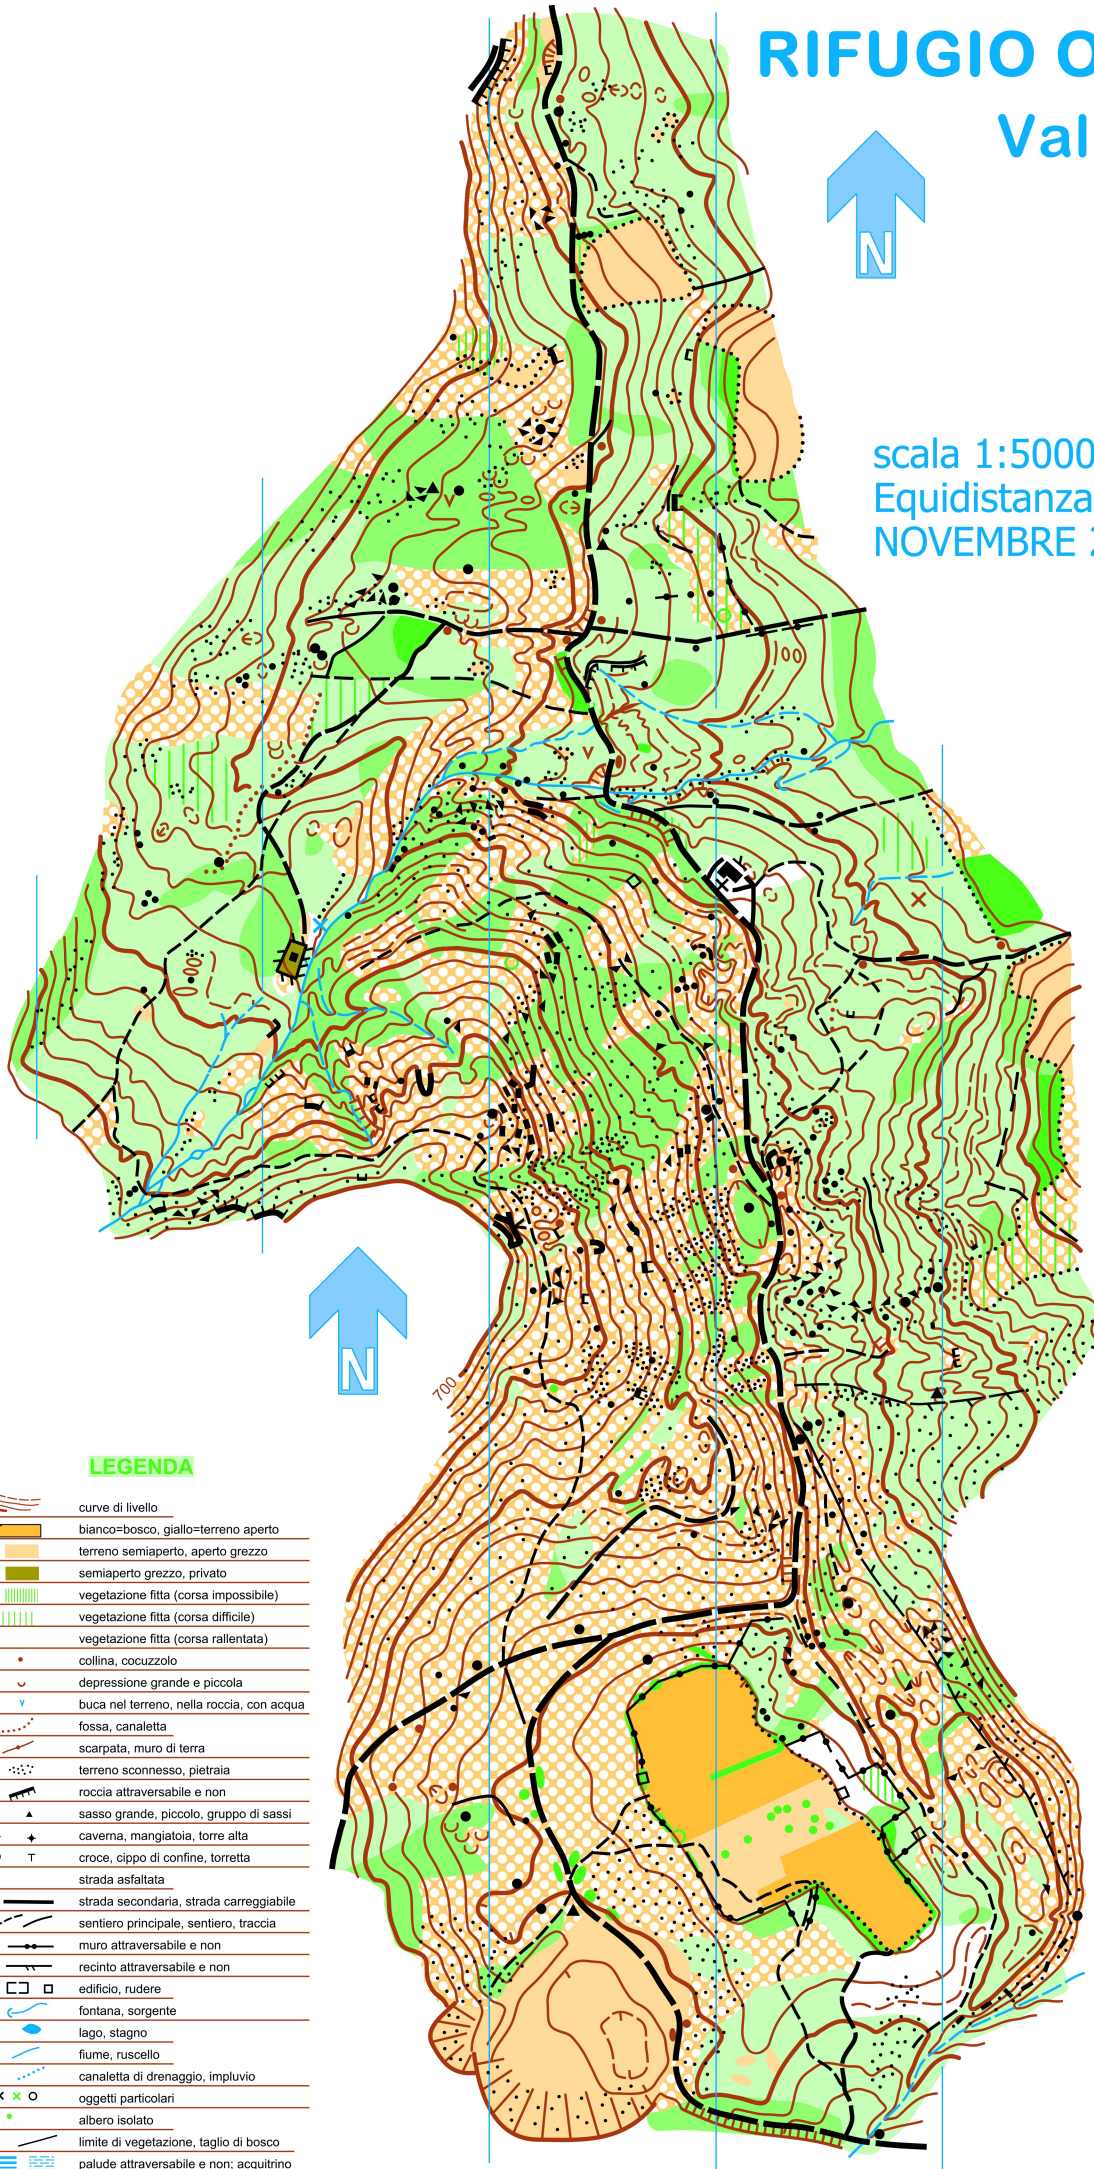 RIFUGIO
Val
N
scala 1:5000
Equidistanza
NOVEMBRE
N
700
LEGENDA
curve di livello
bianco=bosco, giallo=terreno aperto
terreno semiaperto, aperto grezzo
semiaperto grezzo, privato
vegetazione fitta (corsa impossibile)
vegetazione fitta (corsa difficile)
vegetazione fitta (corsa rallentata)
collina, cocuzzolo
depressione grande e piccola
buca nel terreno, nella roccia, con acqua
fossa, canaletta
scarpata, muro di terra
terreno sconnesso, pietraia
roccia attraversabile e non
sasso grande, piccolo, gruppo di sassi
caverna, mangiatoia, torre alta
croce, cippo di confine, torretta
strada asfaltata
strada secondaria, strada carreggiabile
sentiero principale, sentiero, traccia
muro attraversabile e non
recinto attraversabile e non
edificio, rudere
fontana, sorgente
lago, stagno
fiume, ruscello
canaletta di drenaggio, impluvio
oggetti particolari
albero isolato
limite di vegetazione, taglio di bosco
palude attraversabile e non; acquitrino